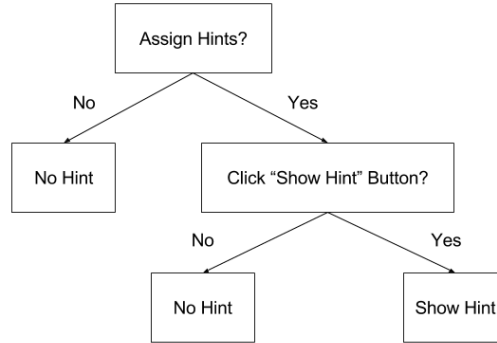 Assign Hints?
No
Yes
No Hint
Click “Show Hint” Button?
No
Yes
No Hint
Show Hint